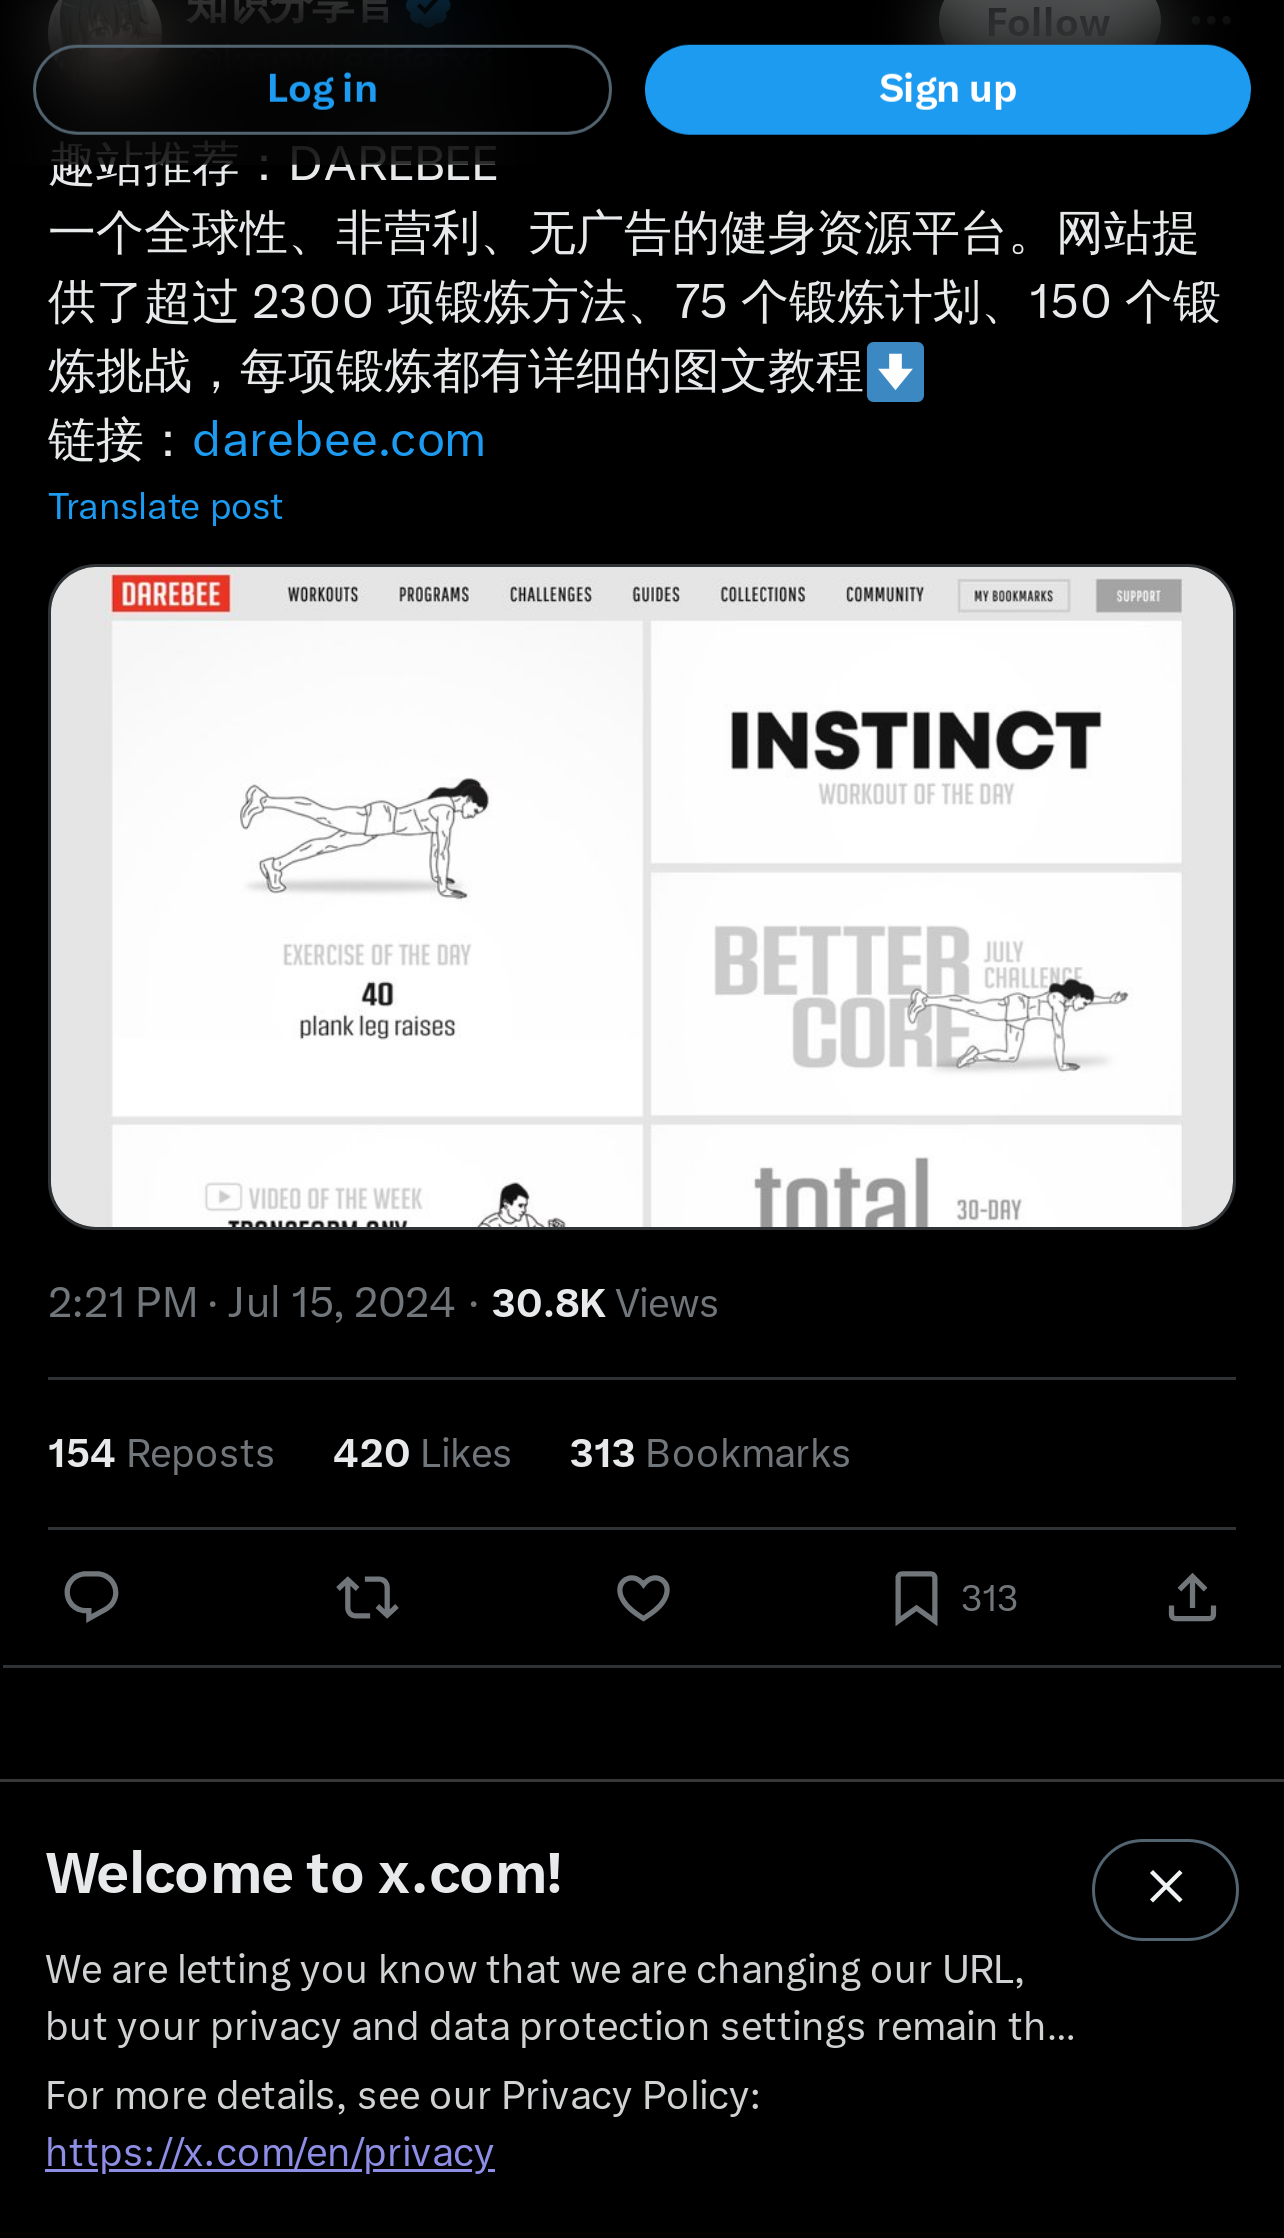 知识分享官
Follow
Log in
Sign up
趣站推荐：DAREBEE
一个全球性、非营利、无广告的健身资源平台。网站提
供了超过 2300 项锻炼方法、75 个锻炼计划、150 个锻
炼挑战，每项锻炼都有详细的图文教程⬇️
链接：darebee.com
Translate post
DAREBEE WORKOUTS PROGRAMS CHALLENGES GUIDES COLLECTIONS COMMUNITY MY BOOKMARKS SUPPORT
INSTINCT
WORKOUT OF THE DAY
EXERCISE OF THE DAY
40
plank leg raises
BETTER
CORE
JULY
CHALLENGE
VIDEO OF THE WEEK
TRANSFORM ANY
total
30-DAY
2:21 PM · Jul 15, 2024 · 30.8K Views
154 Reposts 420 Likes 313 Bookmarks
313
Welcome to x.com!
We are letting you know that we are changing our URL,
but your privacy and data protection settings remain th...
For more details, see our Privacy Policy:
https://x.com/en/privacy